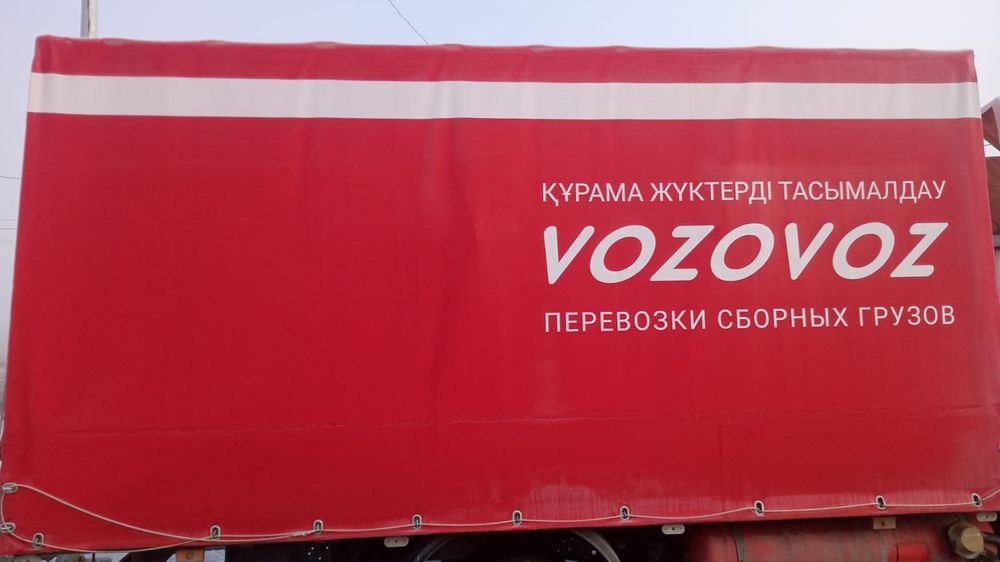 ҚҰРАМА ЖҮКТЕРДІ ТАСЫМАЛДАУ
VOZOVOZ
ПЕРЕВОЗКИ СБОРНЫХ ГРУЗОВ